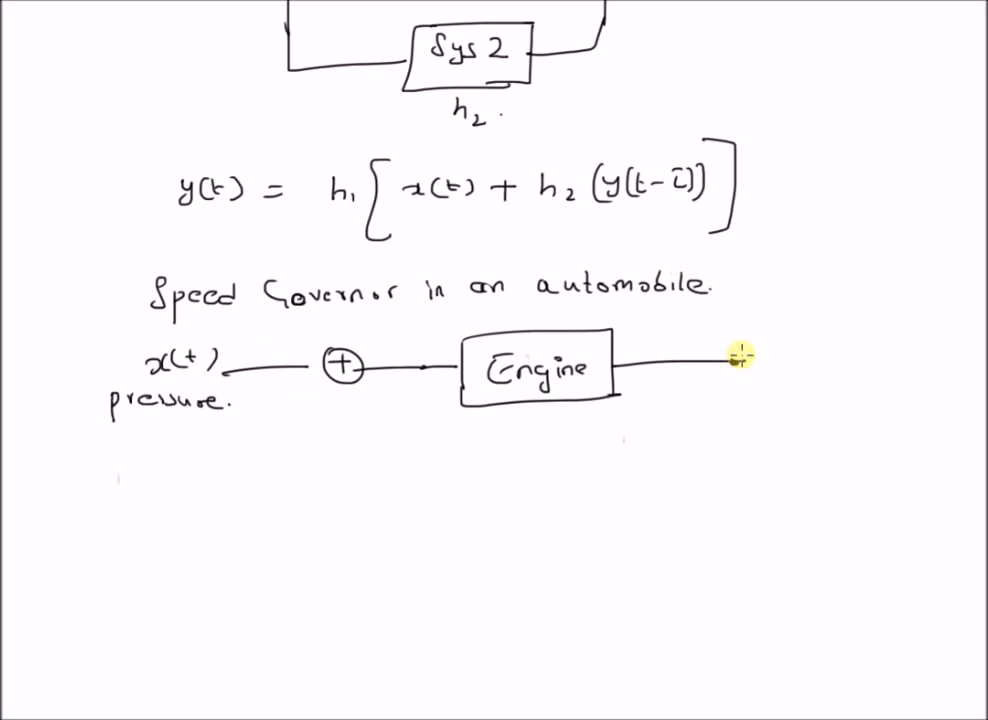 Sys 2
h₂.
y(t) = h₁[x(t) + h₂(y(t-τ))]
Speed Governor in an automobile.
x(t) + Engine
pressure.